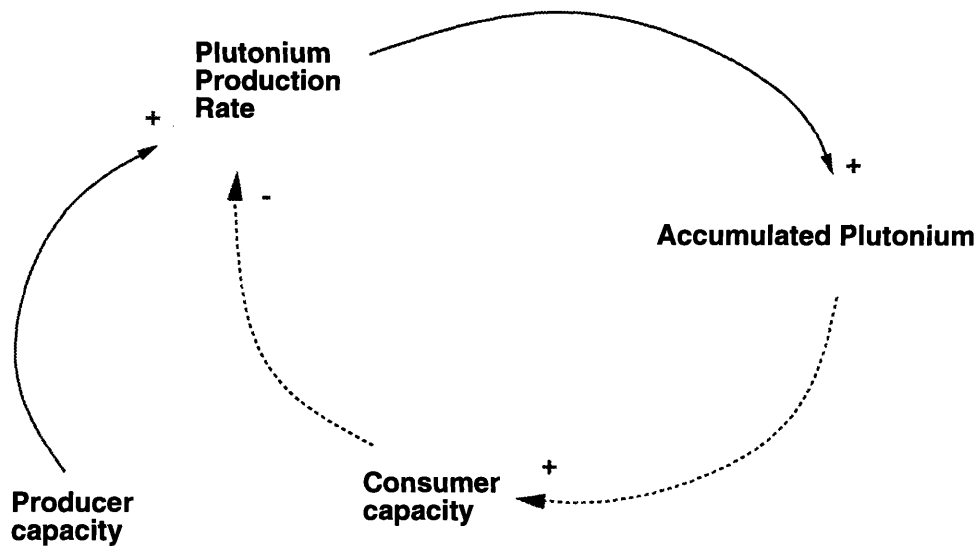 Plutonium
Production
Rate
+
+
-
Accumulated Plutonium
+
Consumer
capacity
Producer
capacity